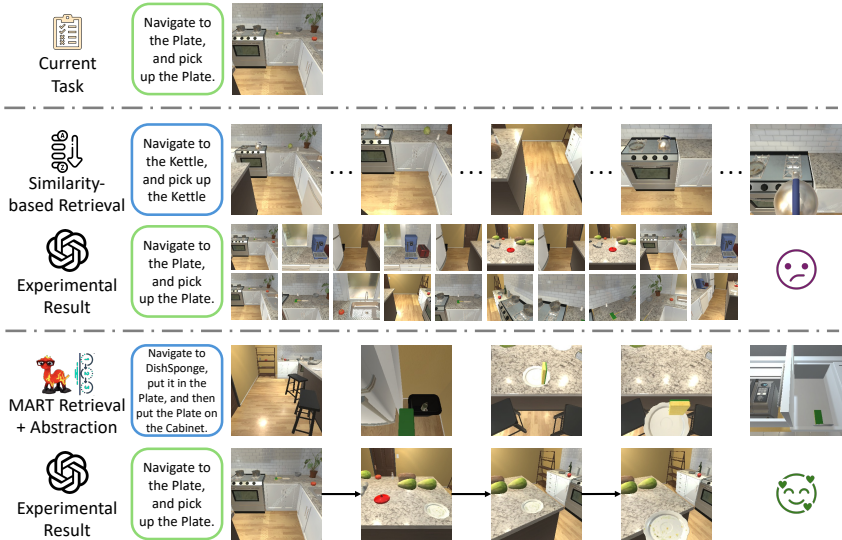 Current
Task
Navigate to
the Plate,
and pick
up the Plate.
Similarity-
based Retrieval
Navigate to
the Kettle,
and pick up
the Kettle
...
...
...
...
Experimental
Result
Navigate to
the Plate,
and pick
up the Plate.
MART Retrieval
+ Abstraction
Navigate to
DishSponge,
put it in the
Plate, and then
put the Plate on
the Cabinet.
Experimental
Result
Navigate to
the Plate,
and pick
up the Plate.